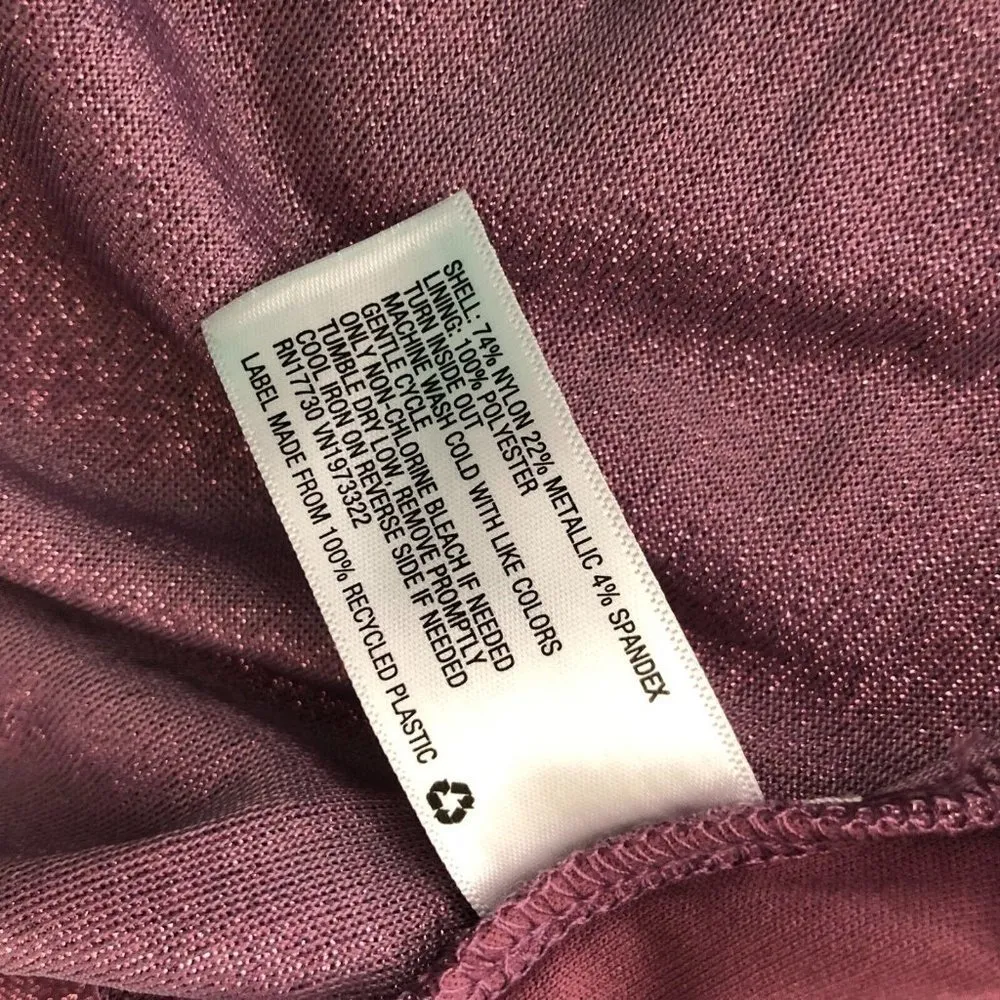 SHELL: 74% NYLON 22% METALLIC 4% SPANDEX
LINING: 100% POLYESTER
TURN INSIDE OUT
MACHINE WASH COLD WITH LIKE COLORS
GENTLE CYCLE
ONLY NON-CHLORINE BLEACH IF NEEDED
TUMBLE DRY LOW, REMOVE PROMPTLY
COOL IRON ON REVERSE SIDE IF NEEDED
RN17730 VN1973322
LABEL MADE FROM 100% RECYCLED PLASTIC